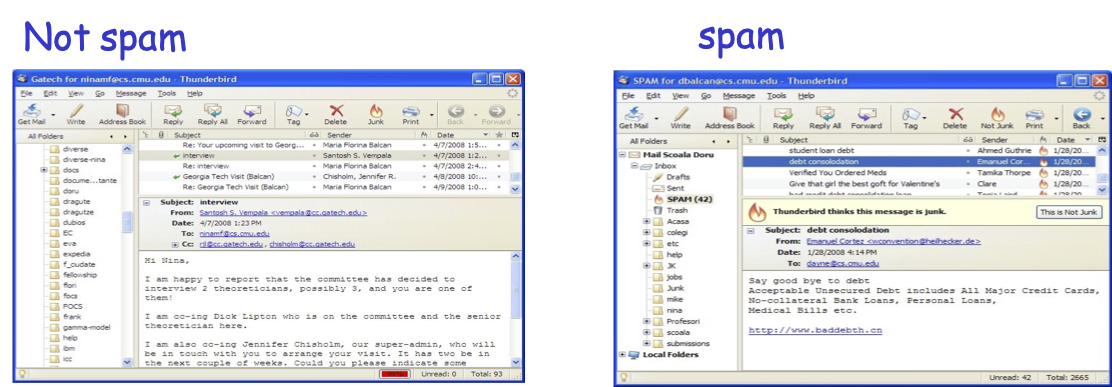 Not spam
spam
Gatech for ninamf@cs.cmu.edu - Thunderbird
File Edit View Go Message Tools Help
Get Mail Write Address Book Reply Reply All Forward Tag Delete Junk Print Back Forward
All Folders
Subject Sender Date
diverse
diverse-nina
docs
docume...tante
doru
dragute
dragutze
dubios
EC
eva
expedia
f_ciudate
fellowship
flori
focs
FOCS
frank
gamma-model
help
ibm
icc
Re: Your upcoming visit to Georg... Maria Florina Balcan 4/7/2008 1:5...
interview Santosh S. Vempala 4/7/2008 1:2...
Re: interview Maria Florina Balcan 4/7/2008 2:4...
Georgia Tech Visit (Balcan) Chisholm, Jennifer R. 4/8/2008 10:...
Re: Georgia Tech Visit (Balcan) Maria Florina Balcan 4/9/2008 1:0...
Subject: interview
From: Santosh S. Vempala <vempala@cc.gatech.edu>
Date: 4/7/2008 1:23 PM
To: ninamf@cs.cmu.edu
Cc: rjl@cc.gatech.edu, chisholm@cc.gatech.edu
Hi Nina,
I am happy to report that the committee has decided to
interview 2 theoreticians, possibly 3, and you are one of
them!
I am cc-ing Dick Lipton who is on the committee and the senior
theoretician here.
I am also cc-ing Jennifer Chisholm, our super-admin, who will
be in touch with you to arrange your visit. It has two be in
the next couple of weeks. Could you please indicate some
Unread: 0 Total: 93
SPAM for dbalcan@cs.cmu.edu - Thunderbird
File Edit View Go Message Tools Help
Get Mail Write Address Book Reply Reply All Forward Tag Delete Not Junk Print Back
All Folders
Subject Sender Date
Mail Scoala Doru
Inbox
Drafts
Sent
SPAM (42)
Trash
Acasa
colegi
etc
help
JK
jobs
Junk
mike
nina
Profesori
scoala
submissions
Local Folders
student loan debt Ahmed Guthrie 1/28/20...
debt consolodation Emanuel Cor... 1/28/20...
Verified You Ordered Meds Tamika Thorpe 1/28/20...
Give that girl the best goft for Valentine's Clare 1/28/20...
Thunderbird thinks this message is junk. This is Not Junk
Subject: debt consolodation
From: Emanuel Cortez <wconvention@heilhecker.de>
Date: 1/28/2008 4:14 PM
To: dayne@cs.cmu.edu
Say good bye to debt
Acceptable Unsecured Debt includes All Major Credit Cards,
No-collateral Bank Loans, Personal Loans,
Medical Bills etc.
http://www.baddebth.cn
Unread: 42 Total: 2665